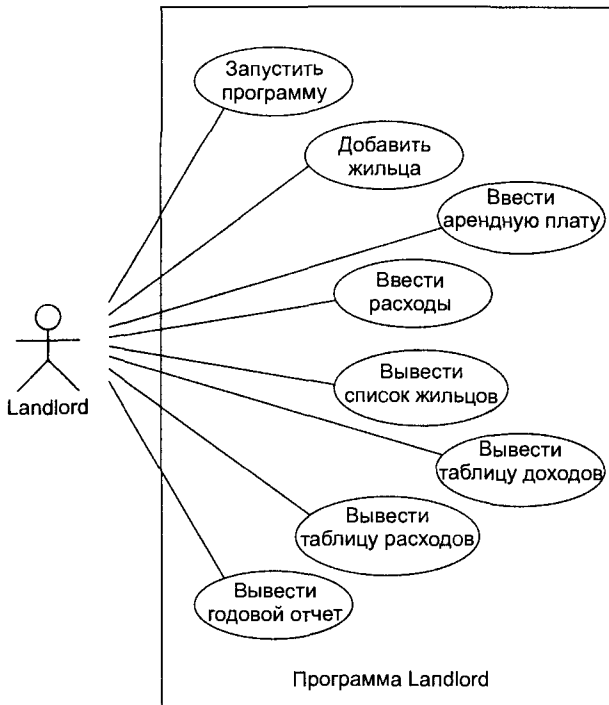 Запустить
программу
Добавить
жильца
Ввести
арендную плату
Ввести
расходы
Landlord
Вывести
список жильцов
Вывести
таблицу доходов
Вывести
таблицу расходов
Вывести
годовой отчет
Программа Landlord